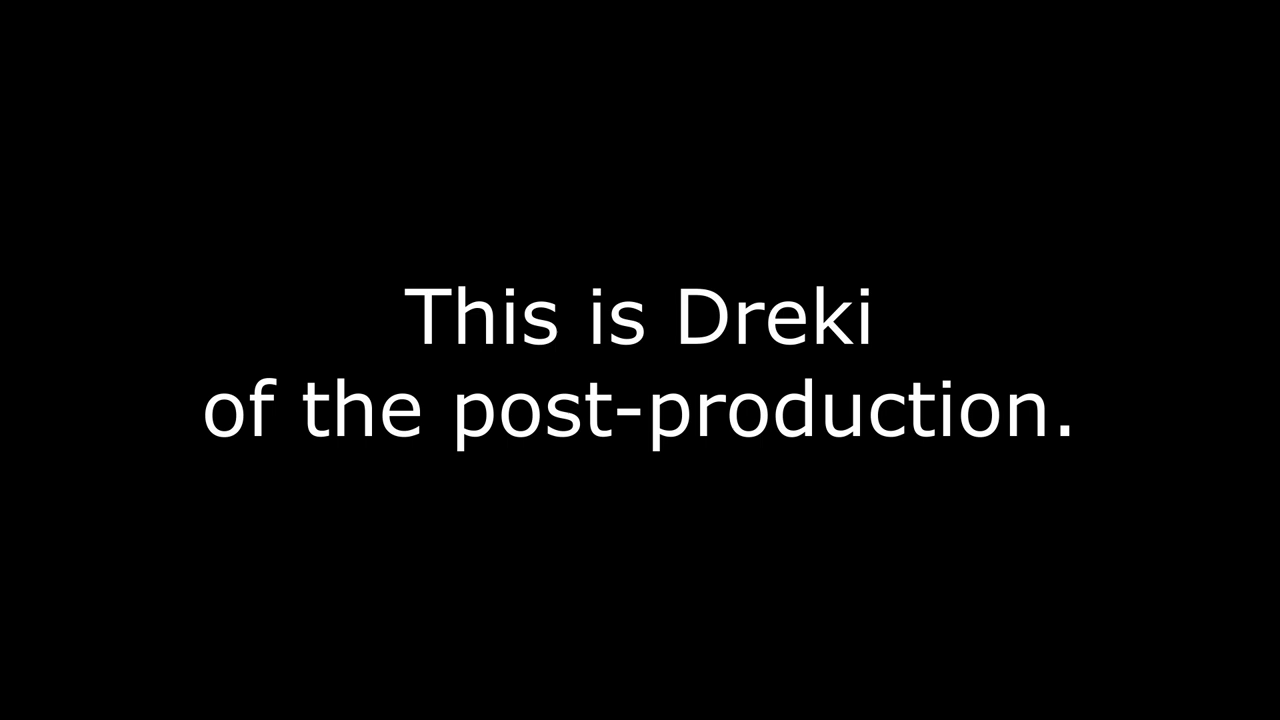 This is Dreki
of the post-production.